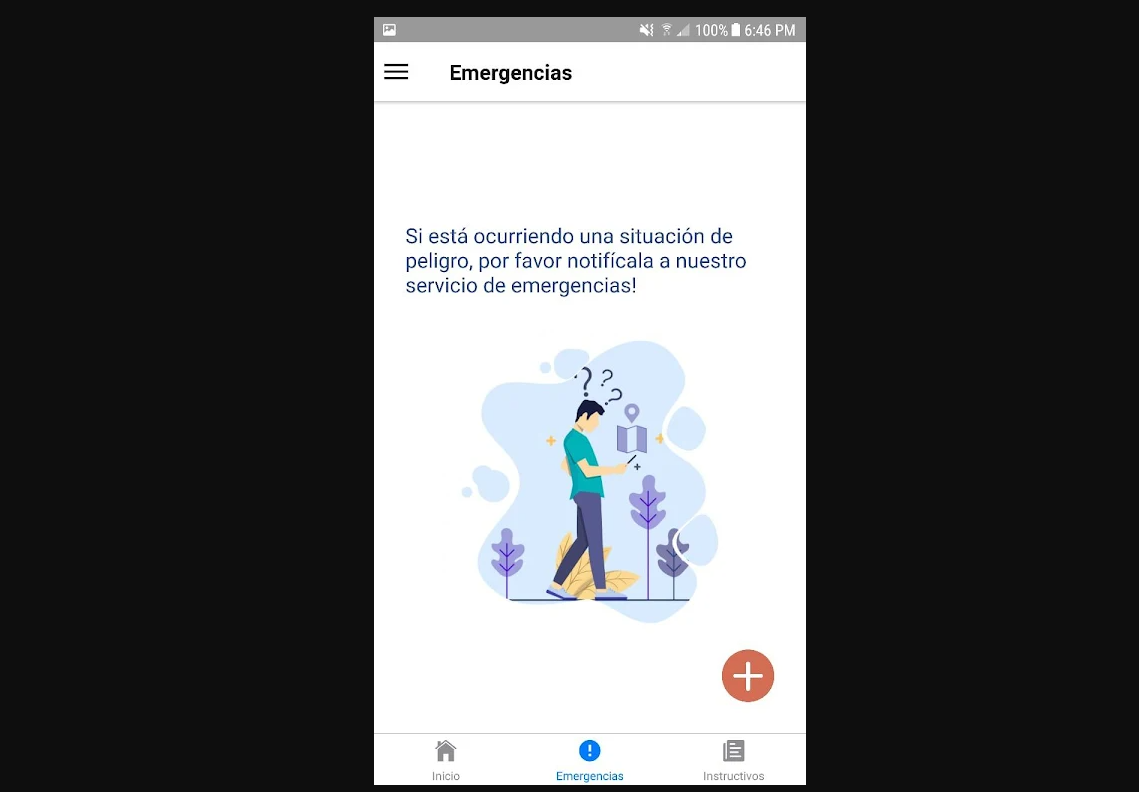 100% 6:46 PM
Emergencias
Si está ocurriendo una situación de
peligro, por favor notifícala a nuestro
servicio de emergencias!
? ? ?
Inicio Emergencias Instructivos